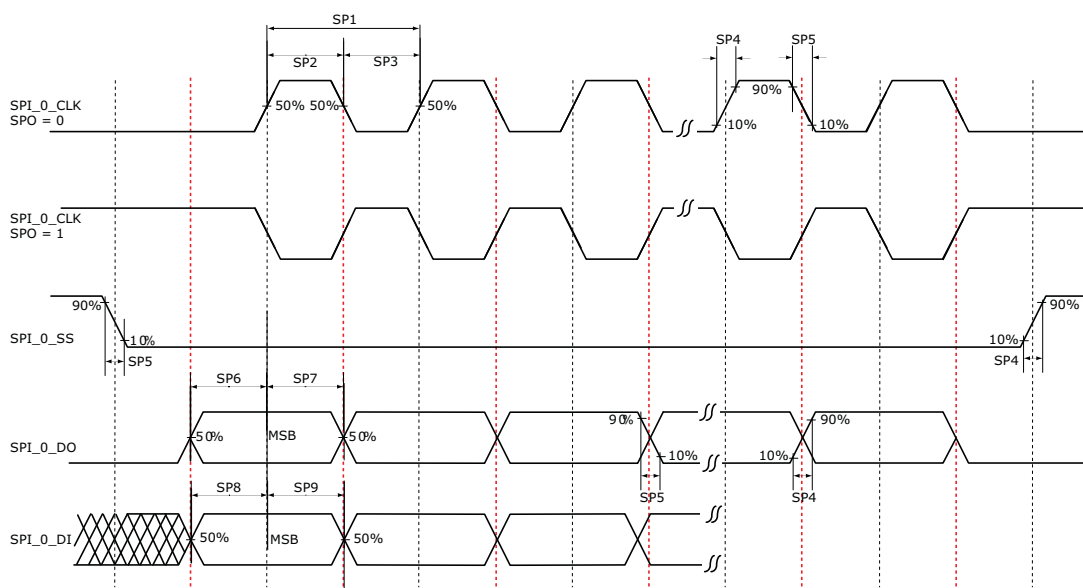 SP1
SP4 SP5
SP2 SP3
SPI_0_CLK
SPO = 0
50% 50% 50% 90%
10% 10%
SPI_0_CLK
SPO = 1
90% 90%
SPI_0_SS 10% 10%
SP5 SP4
SP6 SP7
90% 90%
50% MSB 50%
SPI_0_DO
10% 10%
SP5 SP4
SP8 SP9
SPI_0_DI 50% MSB 50%